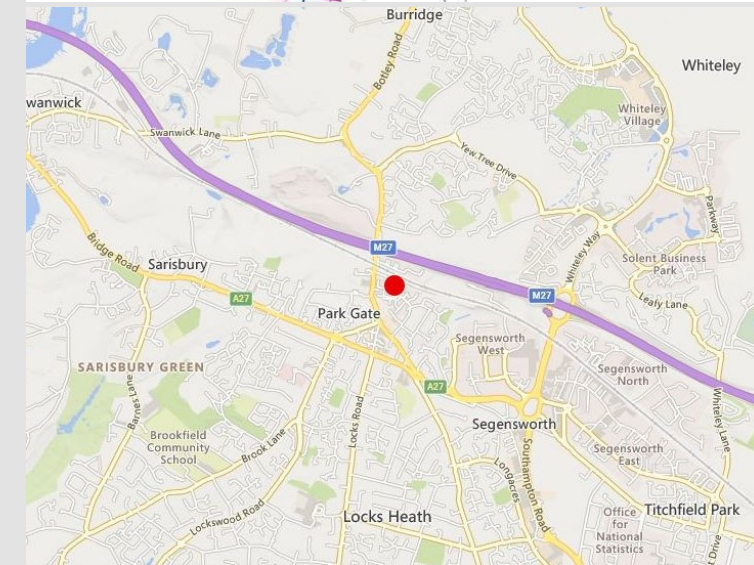 Burridge
Botley Road
Whiteley
wanwick
Swanwick Lane
Whiteley
Village
Yew Tree Drive
Parkway
Whiteley Way
M27
Bridge Road
Sarisbury
Solent Business
Park
M27
A27
Leafy Lane
Park Gate
Segensworth
West
SARISBURY GREEN
Segensworth
North
A27
Barnes Lane
Locks Road
Whiteley Lane
Segensworth
Brookfield
Community
School
Brook Lane
Southampton Road
Segensworth
East
Longacres
Lockswood Road
Locks Heath
Office
for
National
Statistics
Titchfield Park
t Drive